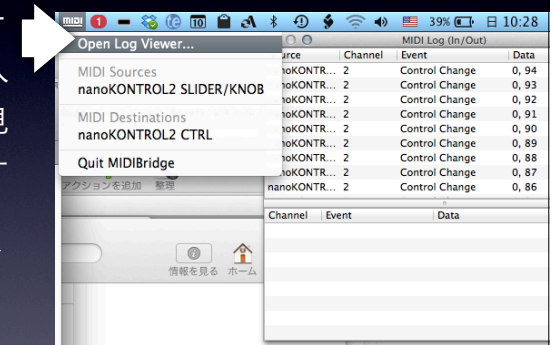 MIDI 1 10 39% 日 10:28
Open Log Viewer...
MIDI Sources
nanoKONTROL2 SLIDER/KNOB
MIDI Destinations
nanoKONTROL2 CTRL
Quit MIDIBridge
アクションを追加 整理
情報を見る ホーム
MIDI Log (In/Out)
Channel Event Data
nanoKONTR... 2 Control Change 0, 94
nanoKONTR... 2 Control Change 0, 93
nanoKONTR... 2 Control Change 0, 92
nanoKONTR... 2 Control Change 0, 91
nanoKONTR... 2 Control Change 0, 90
nanoKONTR... 2 Control Change 0, 89
nanoKONTR... 2 Control Change 0, 88
nanoKONTR... 2 Control Change 0, 87
nanoKONTR... 2 Control Change 0, 86
Channel Event Data